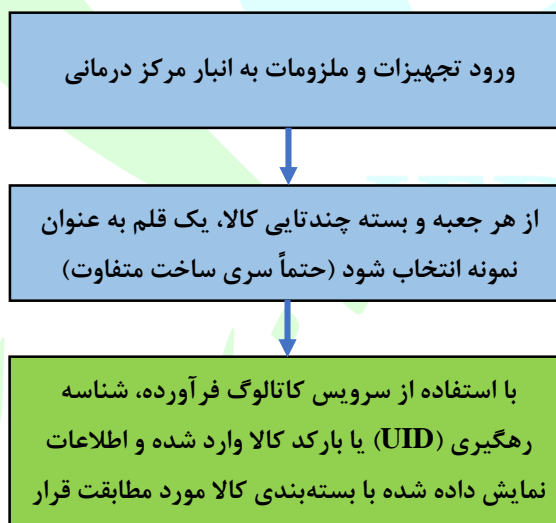 ورود تجهیزات و ملزومات به انبار مرکز درمانی
از هر جعبه و بسته چندتایی کالا، یک قلم به عنوان
نمونه انتخاب شود (حتماً سری ساخت متفاوت)
با استفاده از سرویس کاتالوگ فرآورده، شناسه
رهگیری (UID) یا بارکد کالا وارد شده و اطلاعات
نمایش داده شده با بسته‌بندی کالا مورد مطابقت قرار